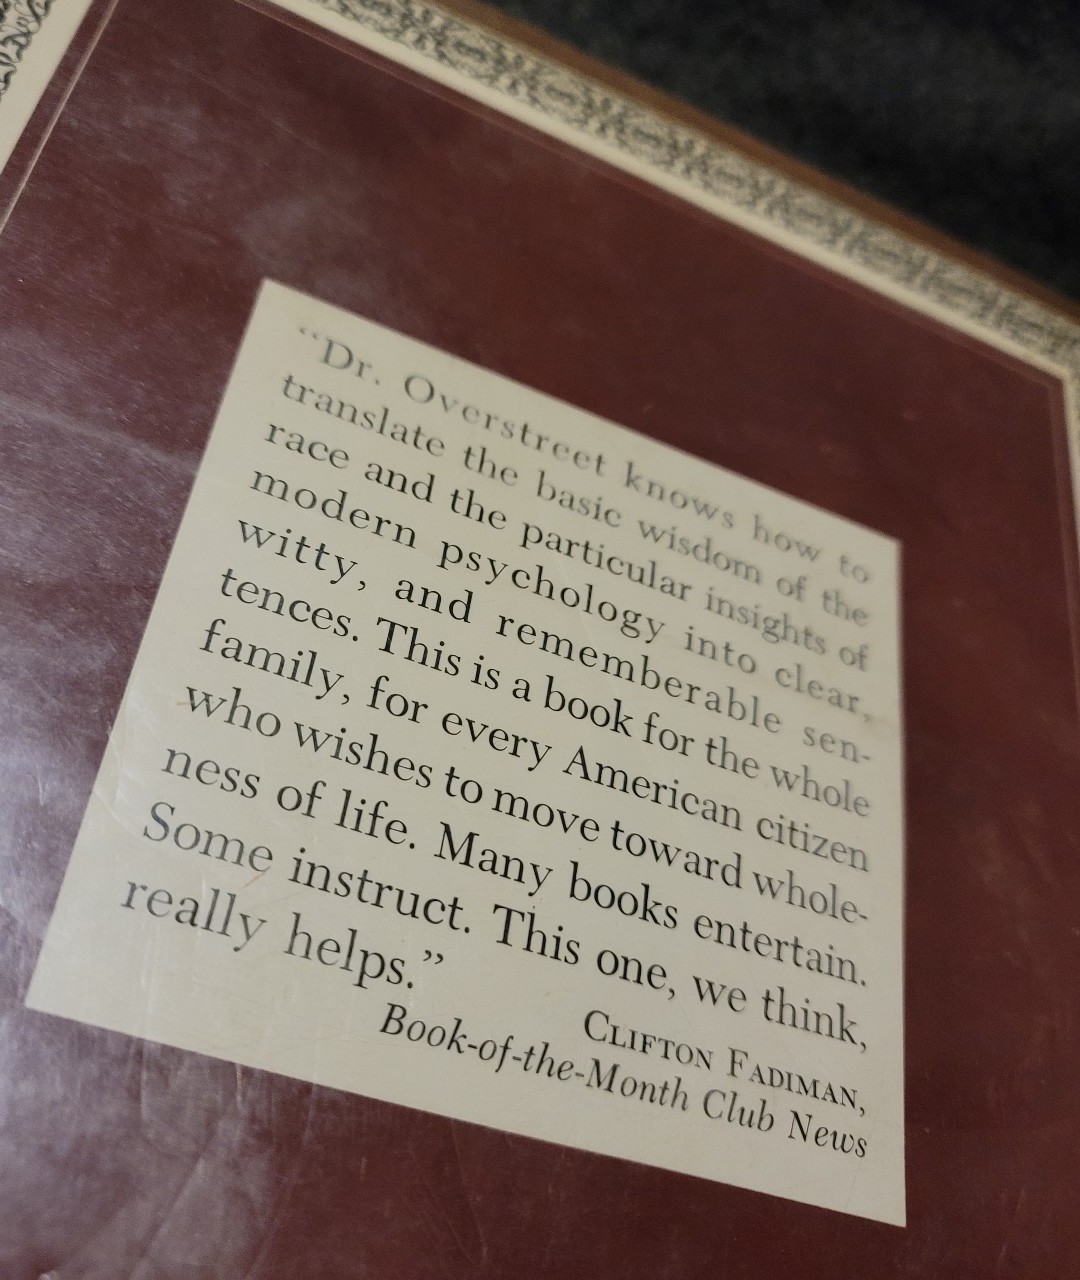 “Dr. Overstreet knows how to
translate the basic wisdom of the
race and the particular insights of
modern psychology into clear,
witty, and rememberable sen-
tences. This is a book for the whole
family, for every American citizen
who wishes to move toward whole-
ness of life. Many books entertain.
Some instruct. This one, we think,
really helps.”
CLIFTON FADIMAN,
Book-of-the-Month Club News